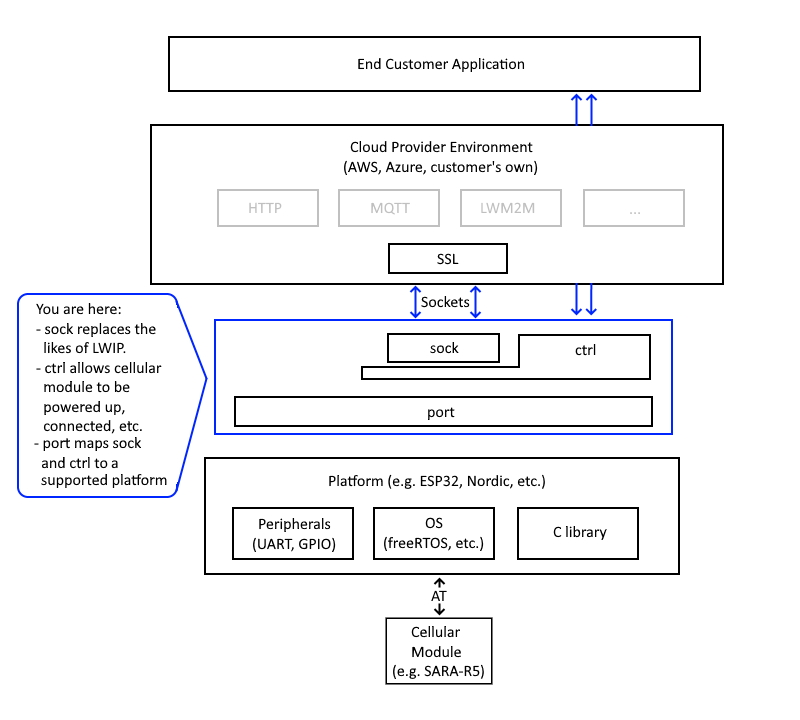 End Customer Application
Cloud Provider Environment
(AWS, Azure, customer's own)
HTTP
MQTT
LWM2M
...
SSL
Sockets
You are here:
- sock replaces the
likes of LWIP.
- ctrl allows cellular
module to be
powered up,
connected, etc.
- port maps sock
and ctrl to a
supported platform
sock
ctrl
port
Platform (e.g. ESP32, Nordic, etc.)
Peripherals
(UART, GPIO)
OS
(freeRTOS, etc.)
C library
AT
Cellular
Module
(e.g. SARA-R5)